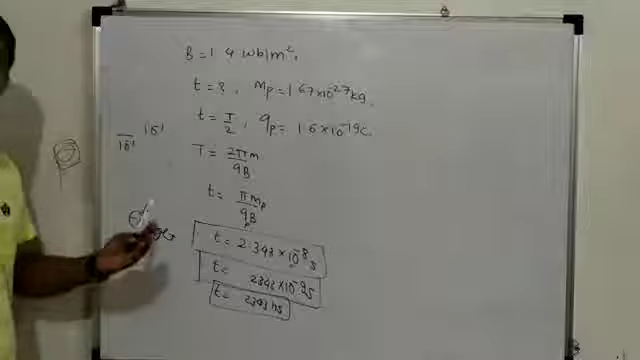 B = 1.4 wb/m².
t = ?, mp = 1.67×10⁻²⁷ kg.
t = T/2, qp = 1.6×10⁻¹⁹ C.
T = 2πm/qB
t = πmp/qpB
t = 2.343×10⁻⁸ s
t = 23.43×10⁻⁹ s
t = 23.43 ns